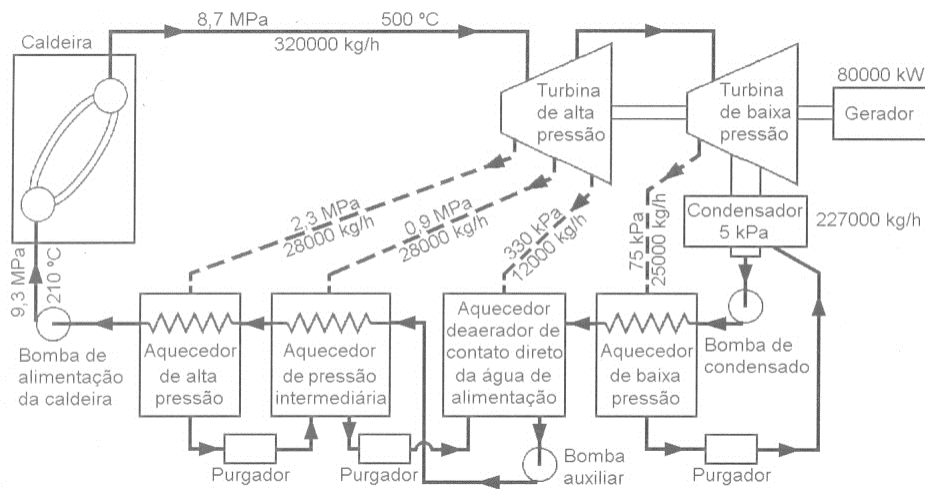 8,7 MPa
500 ºC
320000 kg/h
Caldeira
Turbina
de alta
pressão
Turbina
de baixa
pressão
80000 kW
Gerador
2,3 MPa
28000 kg/h
0,9 MPa
28000 kg/h
330 kPa
12000 kg/h
75 kPa
25000 kg/h
Condensador
5 kPa
227000 kg/h
9,3 MPa
210 ºC
Bomba de
alimentação
da caldeira
Aquecedor
de alta
pressão
Aquecedor
de pressão
intermediária
Aquecedor
deaerador de
contato direto
da água de
alimentação
Aquecedor
de baixa
pressão
Bomba de
condensado
Purgador
Purgador
Bomba
auxiliar
Purgador